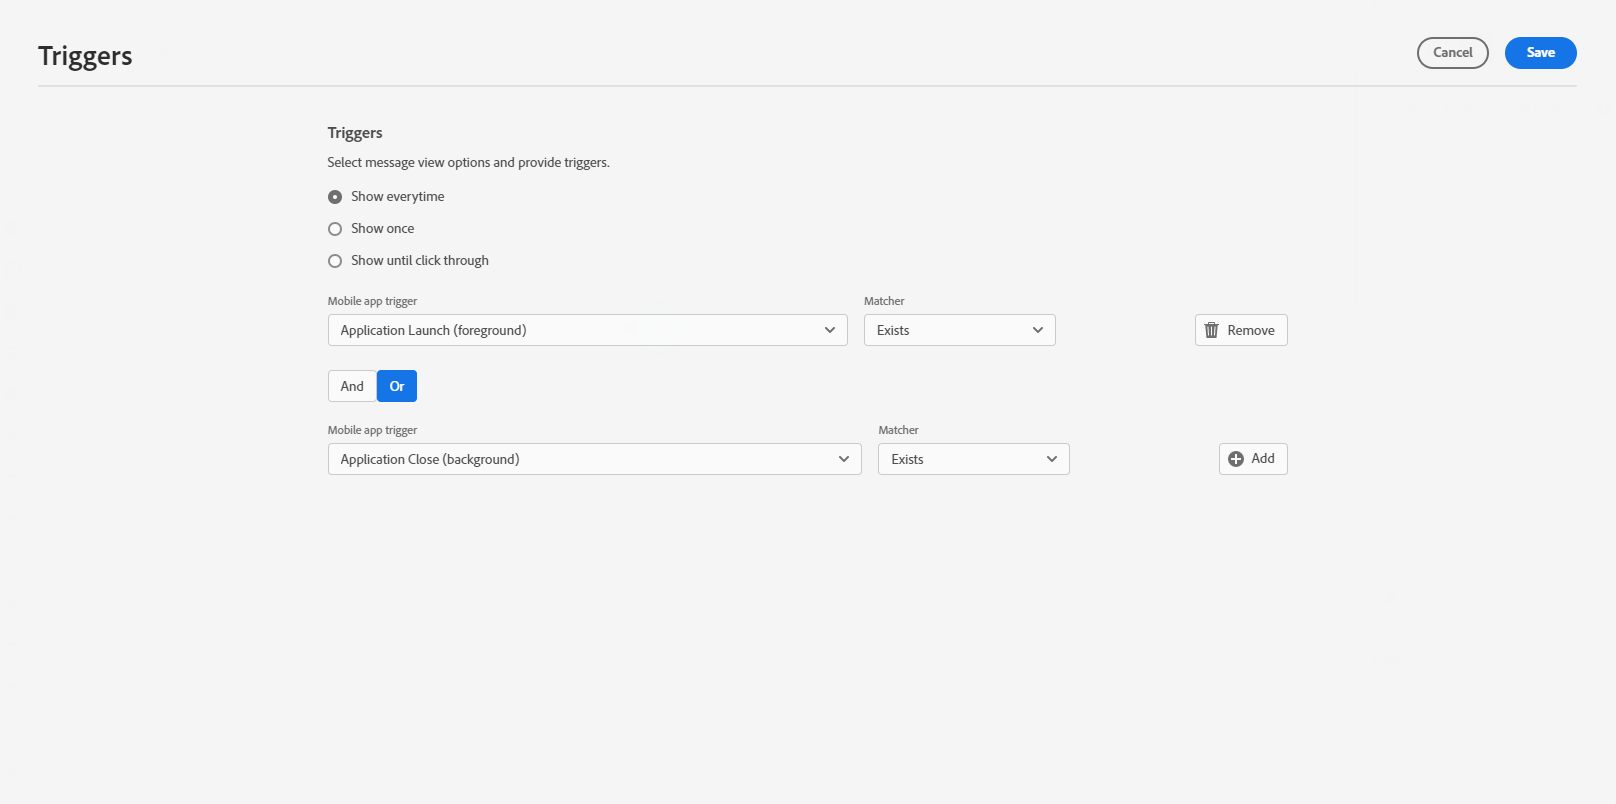 Triggers
Cancel
Save
Triggers
Select message view options and provide triggers.
Show everytime
Show once
Show until click through
Mobile app trigger
Matcher
Application Launch (foreground)
Exists
Remove
And
Or
Mobile app trigger
Matcher
Application Close (background)
Exists
Add